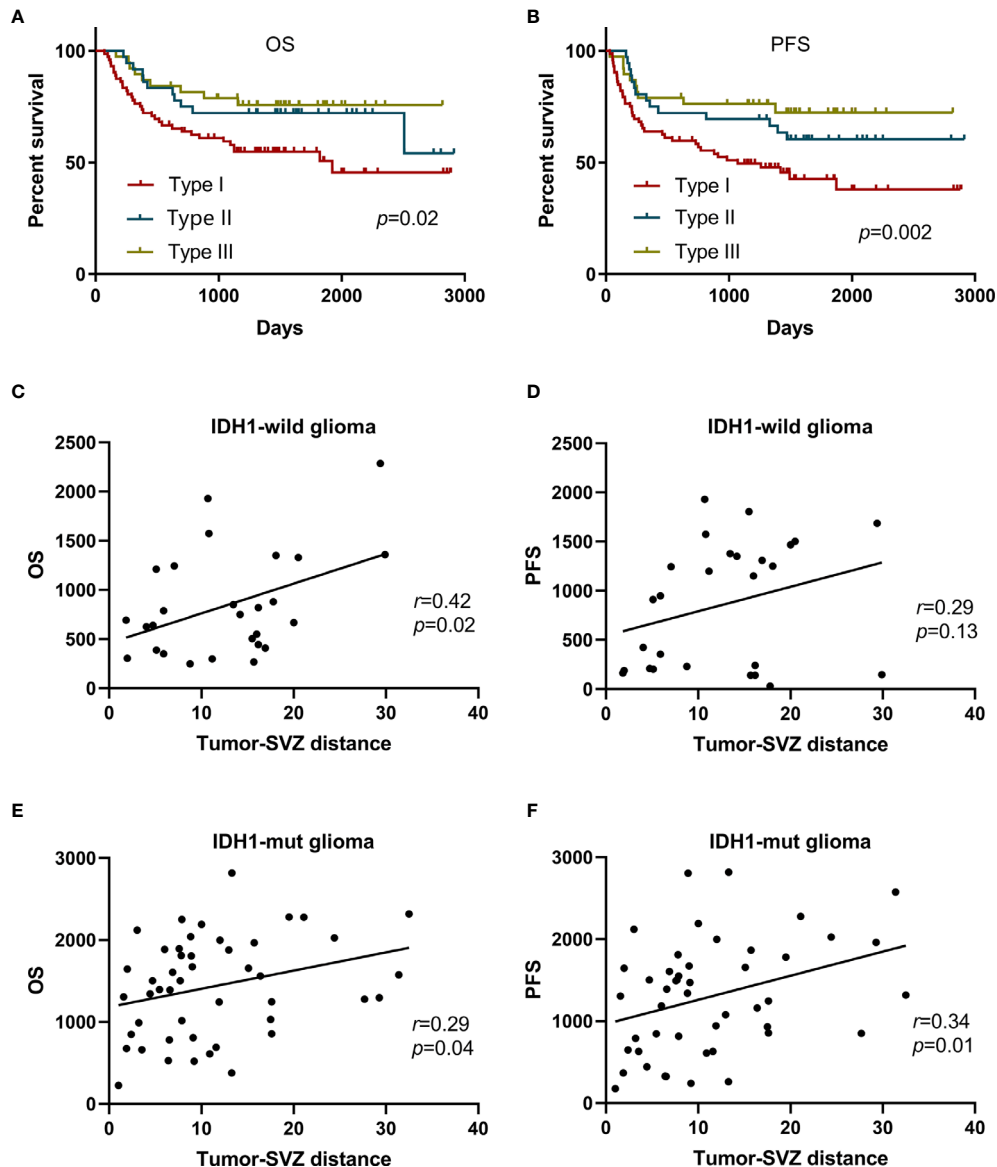 A
OS
Percent survival
100
50
0
Type I
Type II
Type III
p=0.02
0 1000 2000 3000
Days
B
PFS
Percent survival
100
50
0
Type I
Type II
Type III
p=0.002
0 1000 2000 3000
Days
C
IDH1-wild glioma
OS
2500
2000
1500
1000
500
0
r=0.42
p=0.02
0 10 20 30 40
Tumor-SVZ distance
D
IDH1-wild glioma
PFS
2500
2000
1500
1000
500
0
r=0.29
p=0.13
0 10 20 30 40
Tumor-SVZ distance
E
IDH1-mut glioma
OS
3000
2000
1000
0
r=0.29
p=0.04
0 10 20 30 40
Tumor-SVZ distance
F
IDH1-mut glioma
PFS
3000
2000
1000
0
r=0.34
p=0.01
0 10 20 30 40
Tumor-SVZ distance